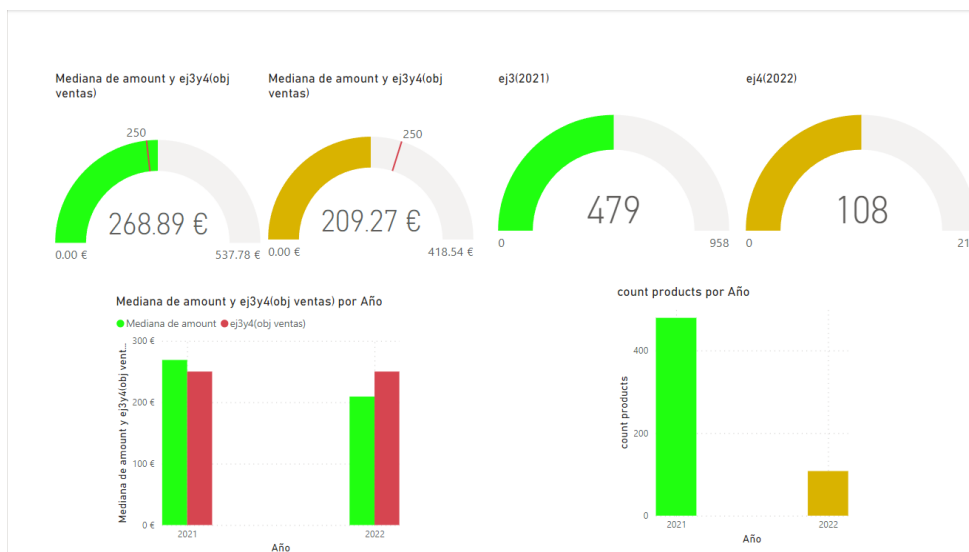 Mediana de amount y ej3y4(obj
ventas)
250
268.89 €
0.00 €
537.78 €
Mediana de amount y ej3y4(obj
ventas)
250
209.27 €
0.00 €
418.54 €
ej3(2021)
479
0
958
ej4(2022)
108
0
21
Mediana de amount y ej3y4(obj ventas) por Año
Mediana de amount
ej3y4(obj ventas)
Mediana de amount y ej3y4(obj vent...
300 €
200 €
100 €
0 €
2021
2022
Año
count products por Año
count products
400
200
0
2021
2022
Año